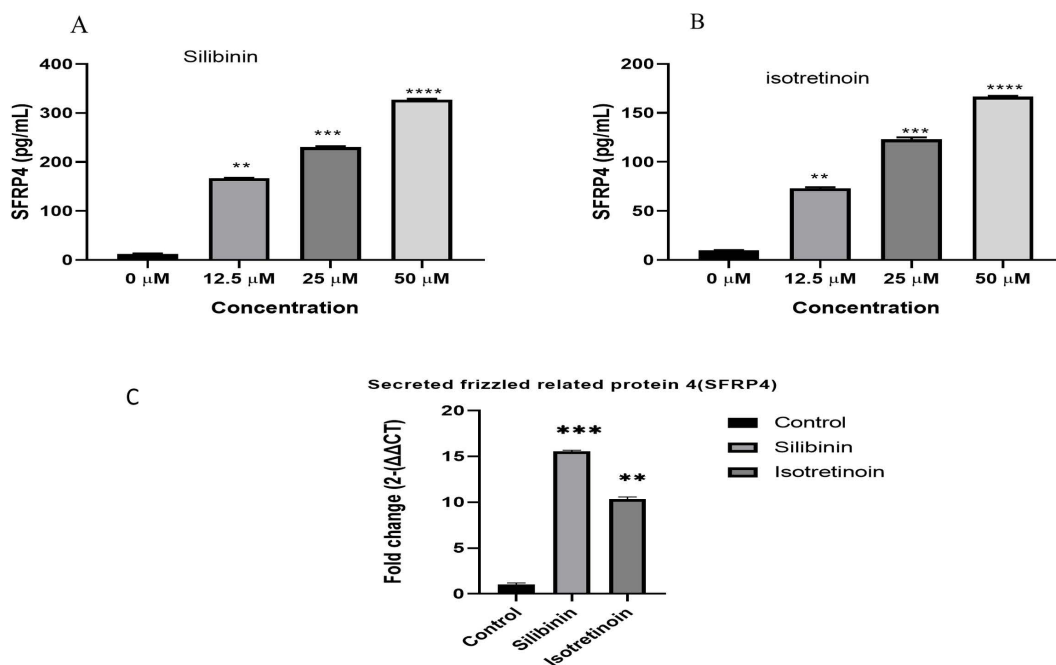 A
Silibinin
SFRP4 (pg/mL)
400
300
200
100
0
**
***
****
0 μM 12.5 μM 25 μM 50 μM
Concentration
B
isotretinoin
SFRP4 (pg/mL)
200
150
100
50
0
**
***
****
0 μM 12.5 μM 25 μM 50 μM
Concentration
C
Secreted frizzled related protein 4(SFRP4)
Fold change (2-(ΔΔCT)
20
15
10
5
0
***
**
Control
Silibinin
Isotretinoin
Control
Silibinin
Isotretinoin